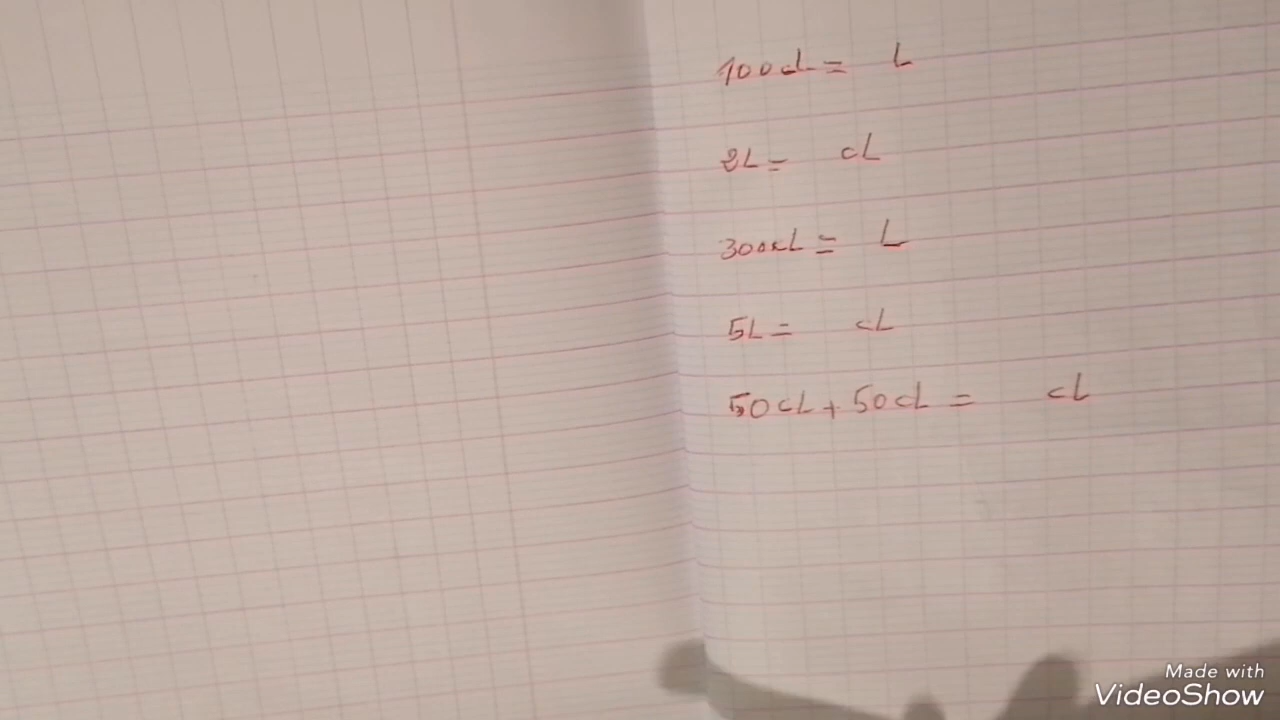 100cL = L
2L = cL
300cL = L
5L = cL
50cL + 50cL = cL
Made with
VideoShow